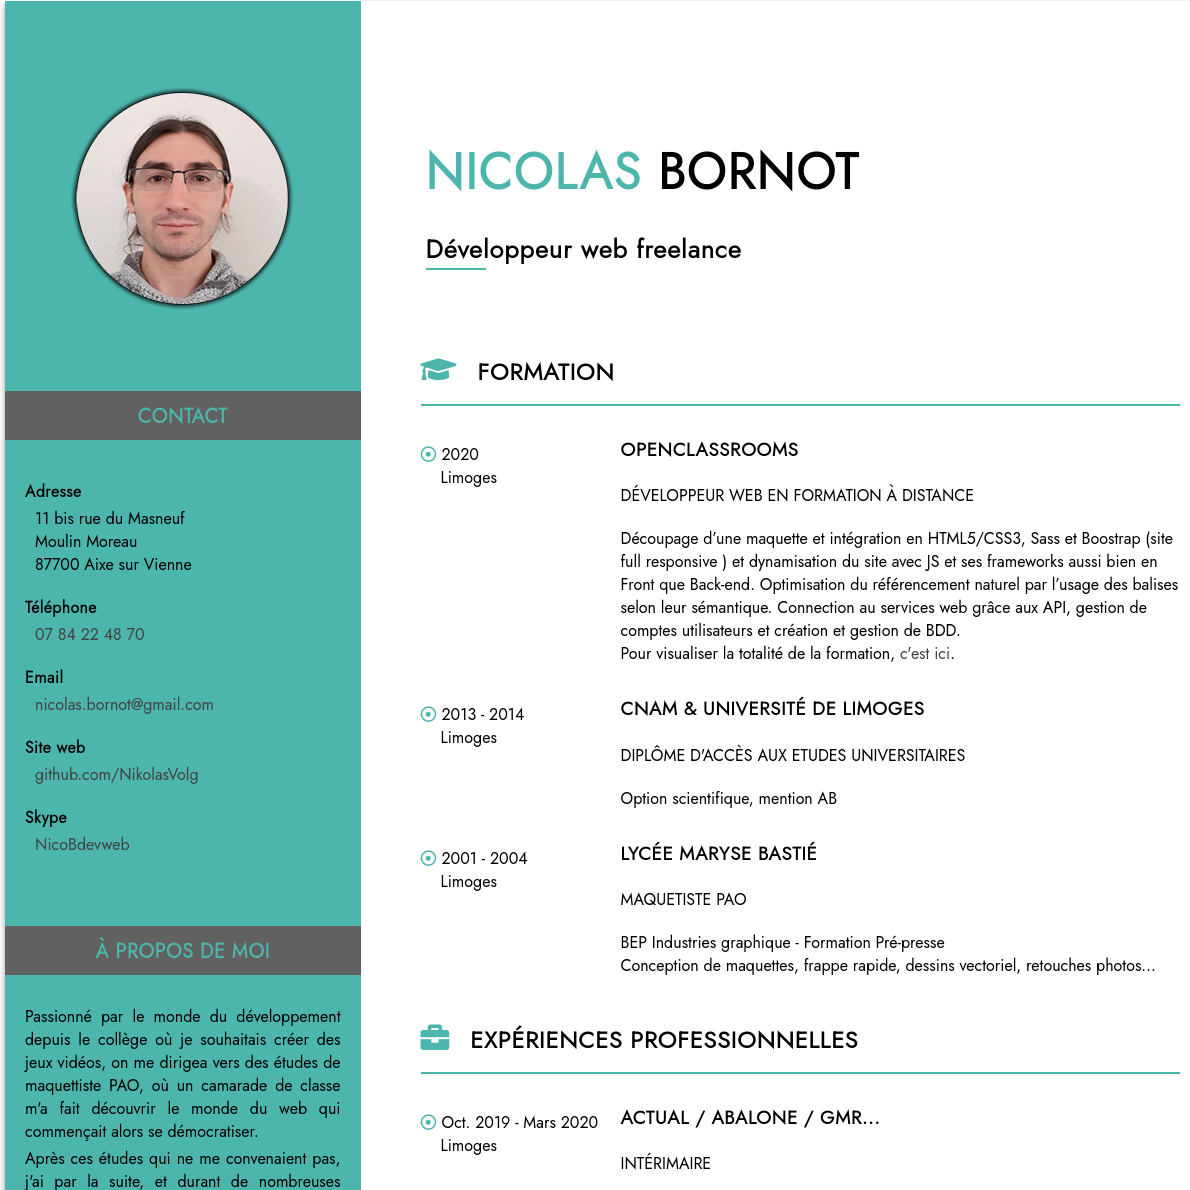 CONTACT
Adresse
11 bis rue du Masneuf
Moulin Moreau
87700 Aixe sur Vienne
Téléphone
07 84 22 48 70
Email
nicolas.bornot@gmail.com
Site web
github.com/NikolasVolg
Skype
NicoBdevweb
À PROPOS DE MOI
Passionné par le monde du développement
depuis le collège où je souhaitais créer des
jeux vidéos, on me dirigea vers des études de
maquettiste PAO, où un camarade de classe
m'a fait découvrir le monde du web qui
commençait alors se démocratiser.
Après ces études qui ne me convenaient pas,
j'ai par la suite, et durant de nombreuses
NICOLAS BORNOT
Développeur web freelance
FORMATION
2020
Limoges
OPENCLASSROOMS
DÉVELOPPEUR WEB EN FORMATION À DISTANCE
Découpage d’une maquette et intégration en HTML5/CSS3, Sass et Boostrap (site
full responsive ) et dynamisation du site avec JS et ses frameworks aussi bien en
Front que Back-end. Optimisation du référencement naturel par l’usage des balises
selon leur sémantique. Connection au services web grâce aux API, gestion de
comptes utilisateurs et création et gestion de BDD.
Pour visualiser la totalité de la formation, c'est ici.
2013 - 2014
Limoges
CNAM & UNIVERSITÉ DE LIMOGES
DIPLÔME D'ACCÈS AUX ETUDES UNIVERSITAIRES
Option scientifique, mention AB
2001 - 2004
Limoges
LYCÉE MARYSE BASTIÉ
MAQUETISTE PAO
BEP Industries graphique - Formation Pré-presse
Conception de maquettes, frappe rapide, dessins vectoriel, retouches photos...
EXPÉRIENCES PROFESSIONNELLES
Oct. 2019 - Mars 2020
Limoges
ACTUAL / ABALONE / GMR...
INTÉRIMAIRE